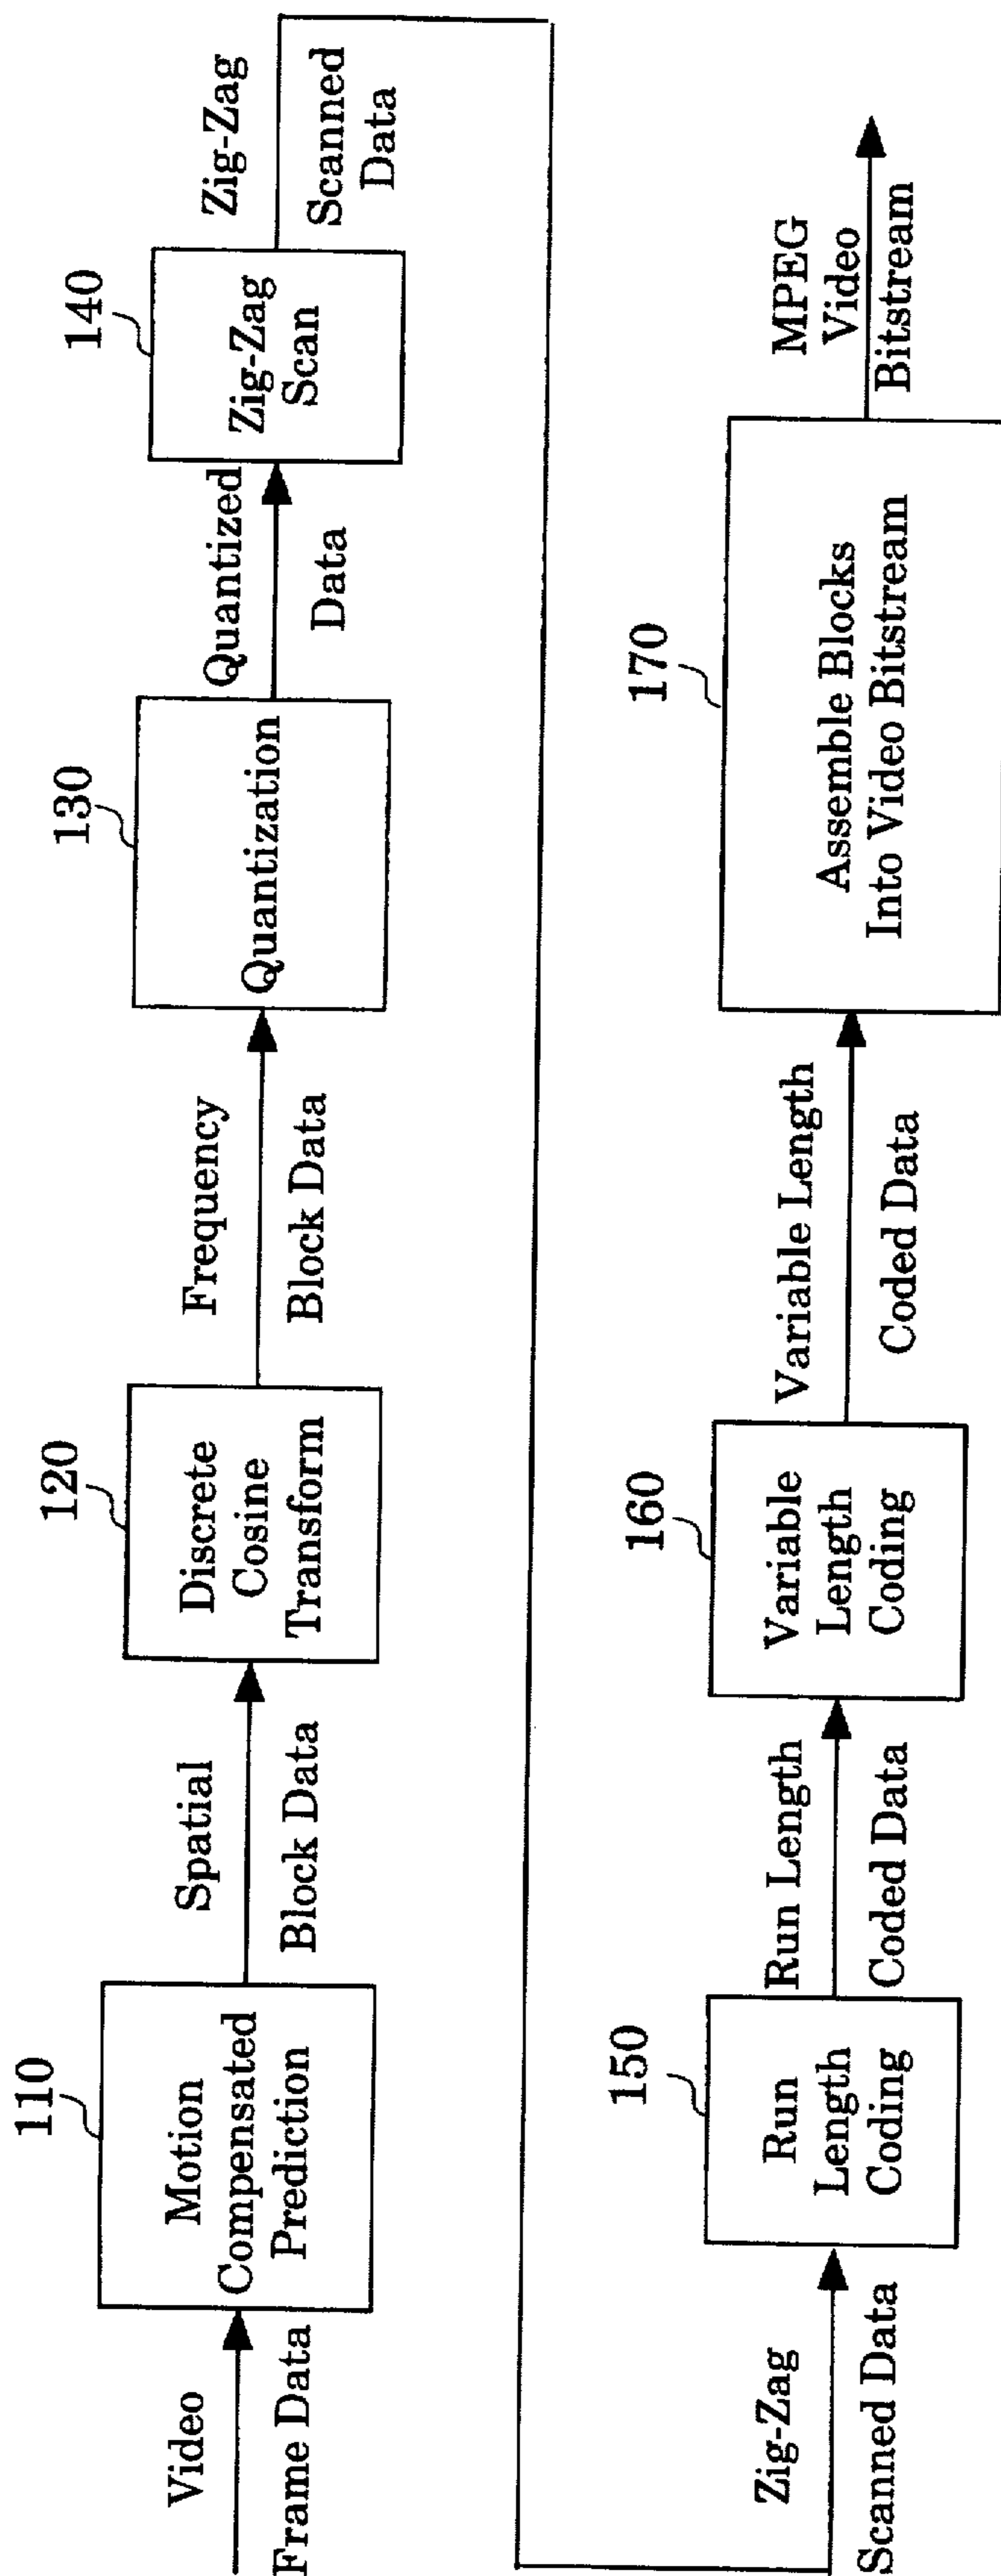 110
120
130
140
Video
Frame Data
Motion
Compensated
Prediction
Spatial
Block Data
Discrete
Cosine
Transform
Frequency
Block Data
Quantization
Quantized
Data
Zig-Zag
Scan
Zig-Zag
Scanned
Data
150
160
170
Zig-Zag
Scanned Data
Run
Length
Coding
Run Length
Coded Data
Variable
Length
Coding
Variable Length
Coded Data
Assemble Blocks
Into Video Bitstream
MPEG
Video
Bitstream